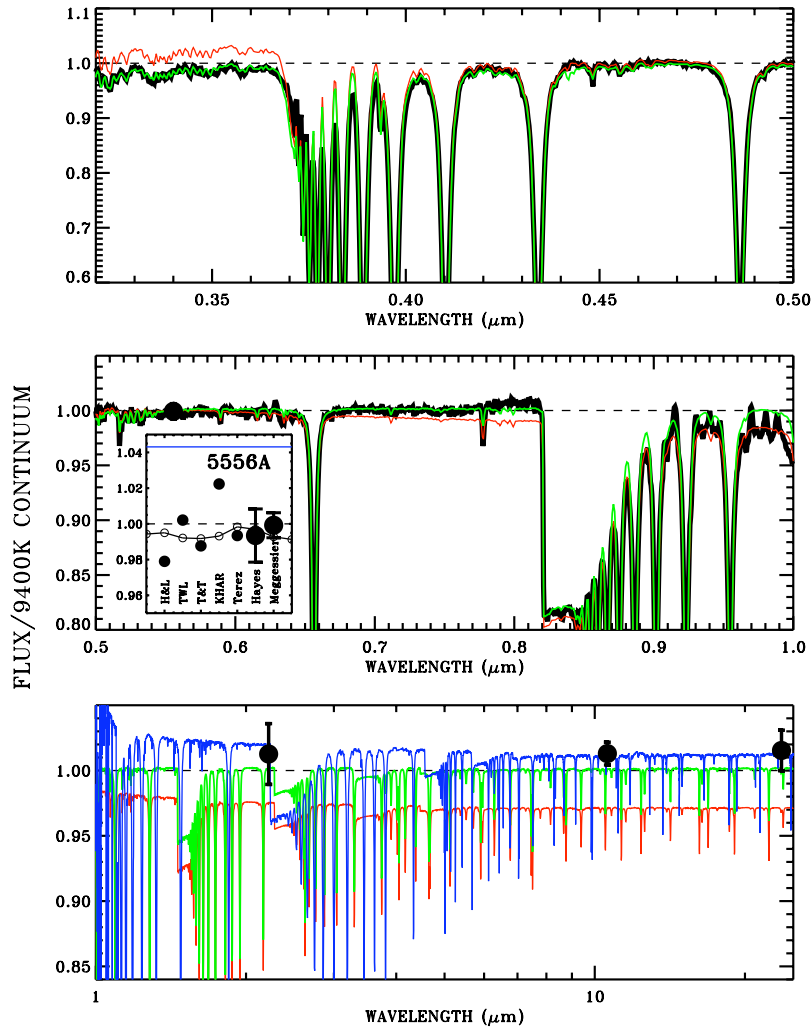 FLUX/9400K CONTINUUM
1.1
1.0
0.9
0.8
0.7
0.6
0.35 0.40 0.45 0.50
WAVELENGTH (μm)
1.00
0.95
0.90
0.85
0.80
5556A
1.04
1.02
1.00
0.98
0.96
H&L
TWL
T&T
KHAR
Terez
Hayes
Meggessier
0.5 0.6 0.7 0.8 0.9 1.0
WAVELENGTH (μm)
1.00
0.95
0.90
0.85
1 10
WAVELENGTH (μm)